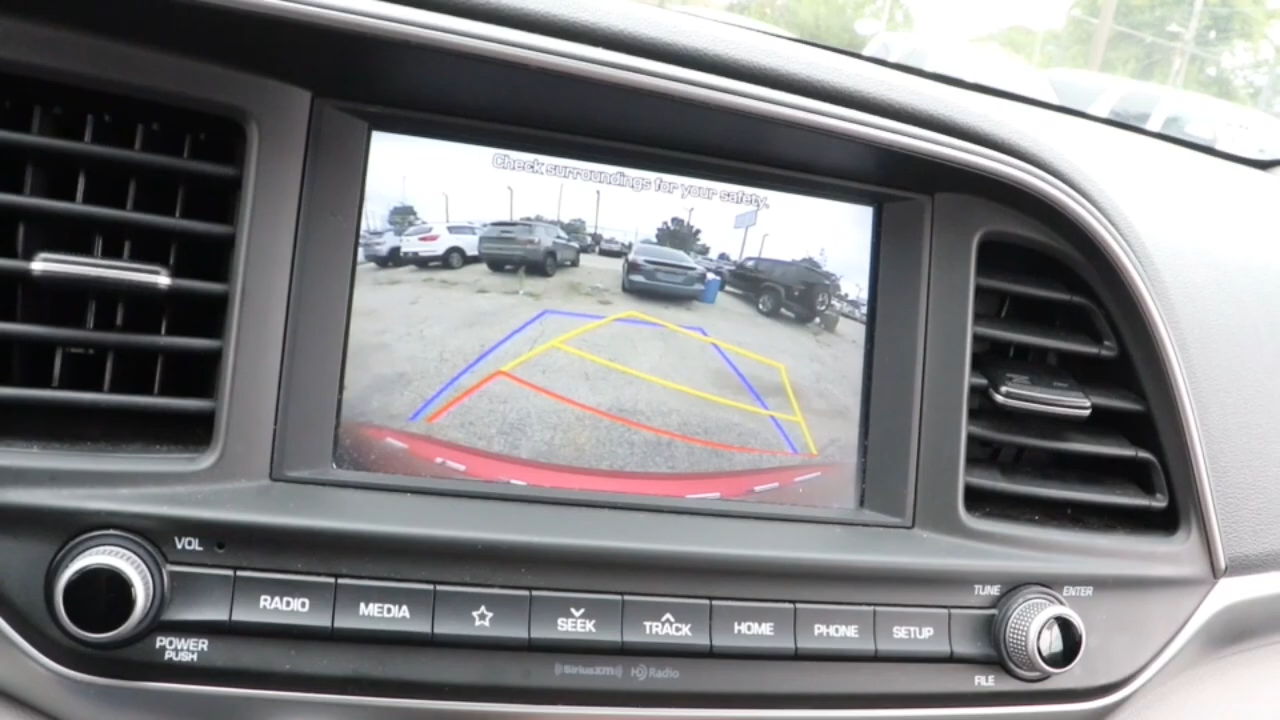 Check surroundings for your safety.
VOL
POWER
PUSH
RADIO
MEDIA
SEEK
TRACK
HOME
PHONE
SETUP
TUNE
ENTER
FILE
((SiriusXM))
HD Radio